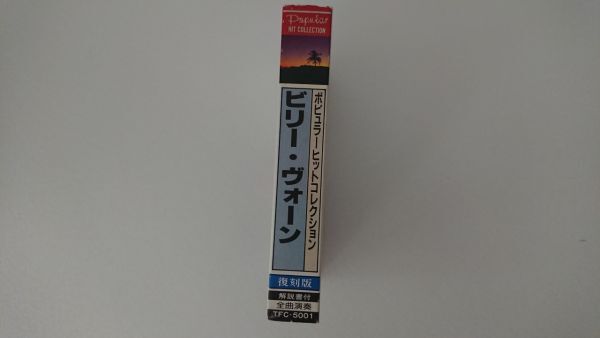 Popular
HIT COLLECTION
ポピュラーヒットコレクション
ビリー・ヴォーン
復刻版
解説書付
全曲演奏
TFC-5001